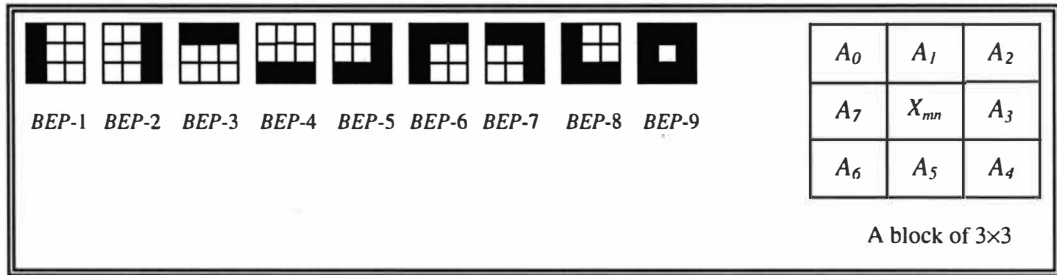 BEP-1 BEP-2 BEP-3 BEP-4 BEP-5 BEP-6 BEP-7 BEP-8 BEP-9
A0 A1 A2
A7 Xmn A3
A6 A5 A4
A block of 3×3